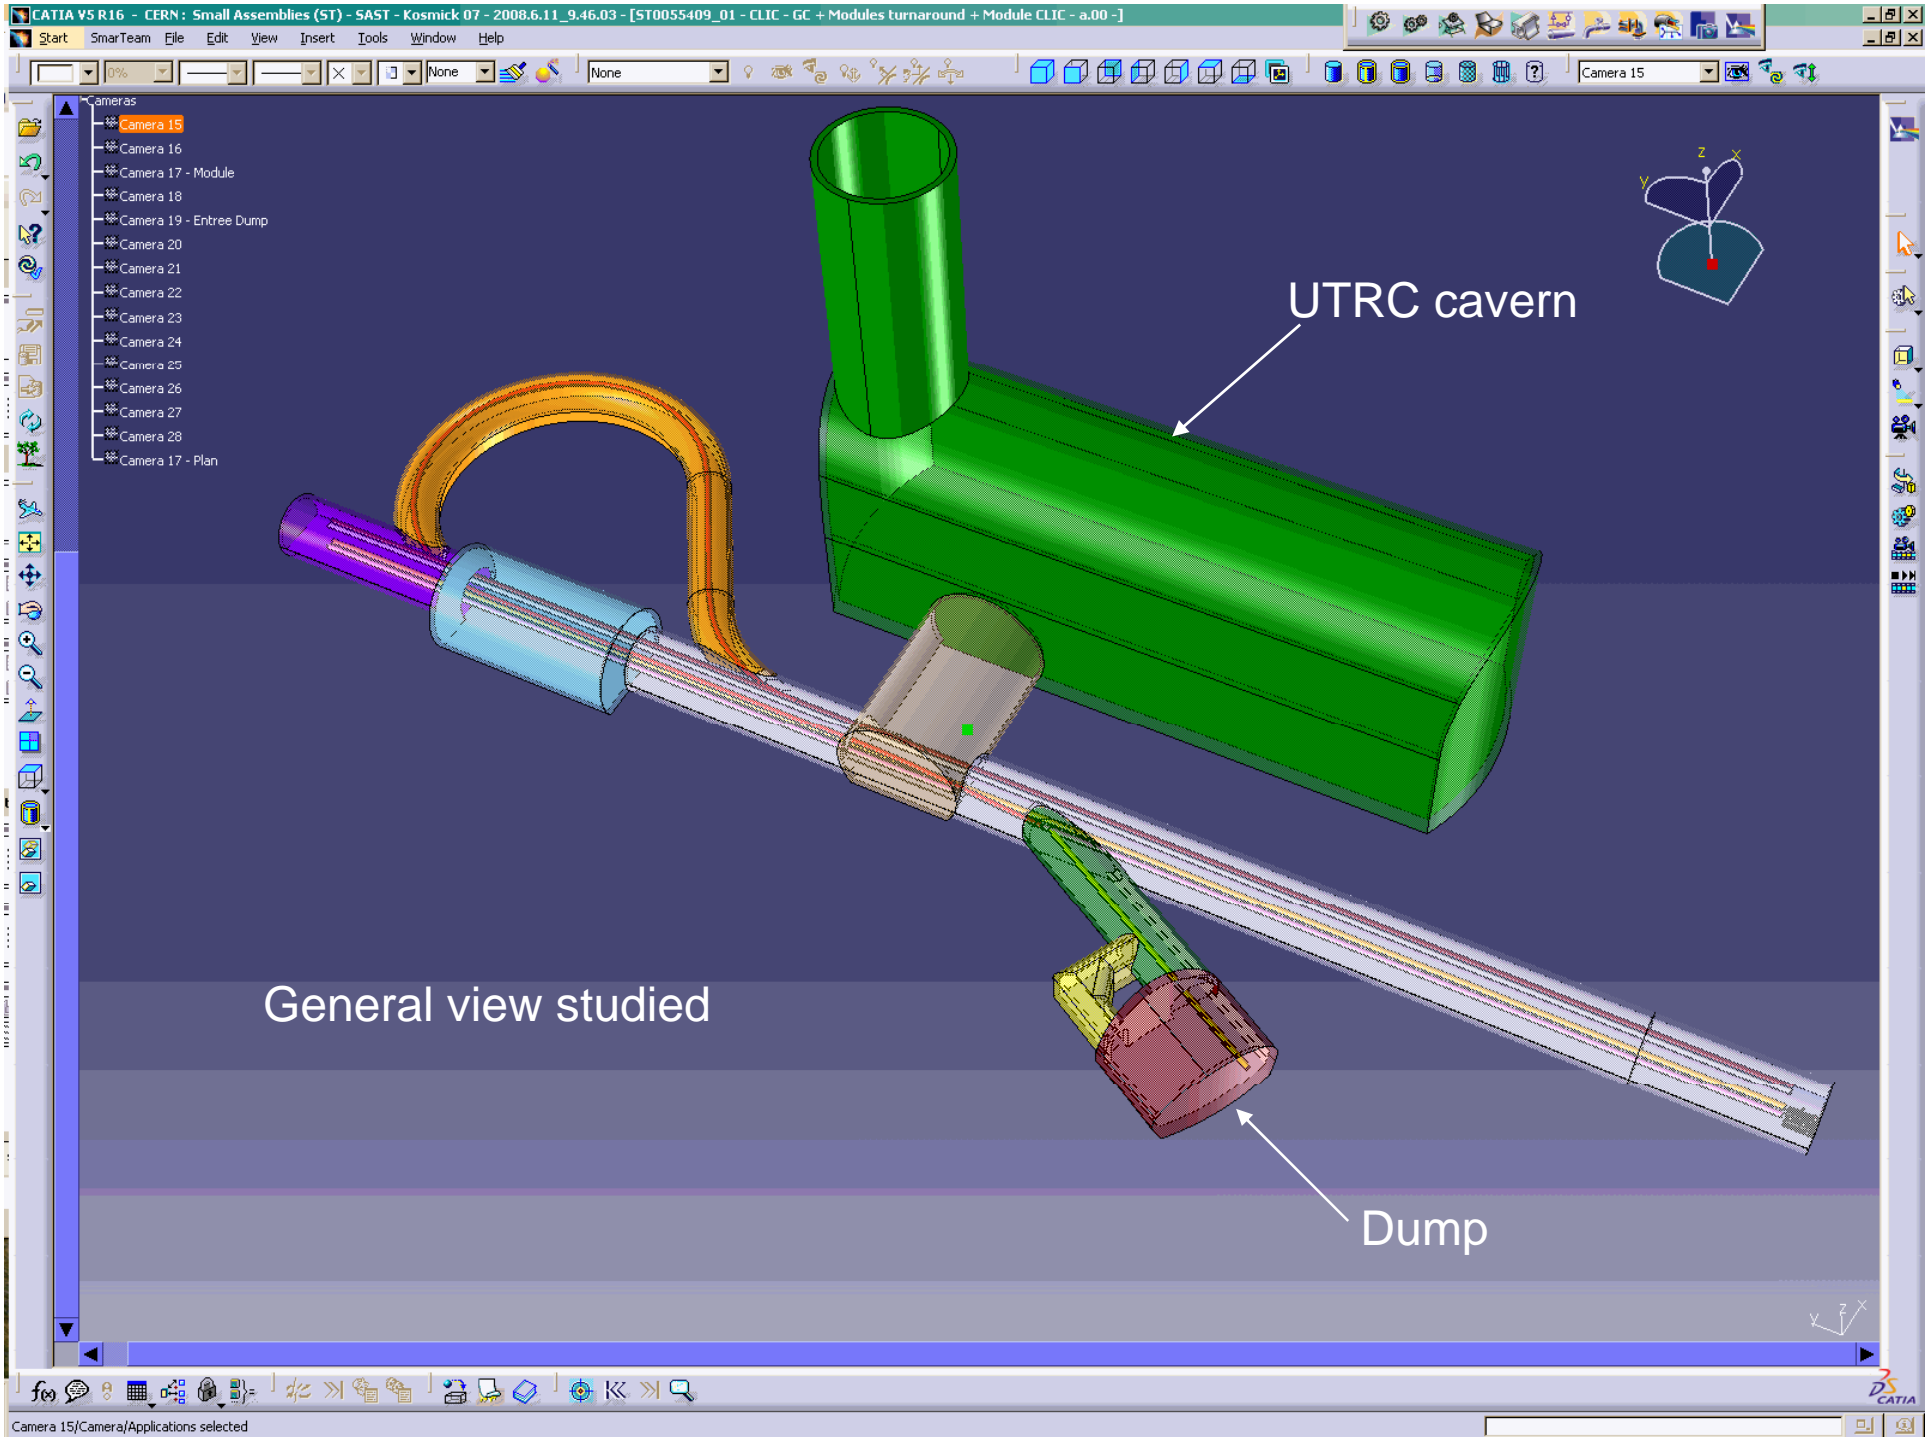 CATIA V5 R16 - CERN : Small Assemblies (ST) - SAST - Kosmick 07 - 2008.6.11_9.46.03 - [ST0055409_01 - CLIC - GC + Modules turnaround + Module CLIC - a.00 -]
Start SmarTeam File Edit View Insert Tools Window Help
0% None None Camera 15
Cameras
Camera 15
Camera 16
Camera 17 - Module
Camera 18
Camera 19 - Entree Dump
Camera 20
Camera 21
Camera 22
Camera 23
Camera 24
Camera 25
Camera 26
Camera 27
Camera 28
Camera 17 - Plan
z x
y
UTRC cavern
General view studied
Dump
y z x
f(x)
DS
CATIA
Camera 15/Camera/Applications selected